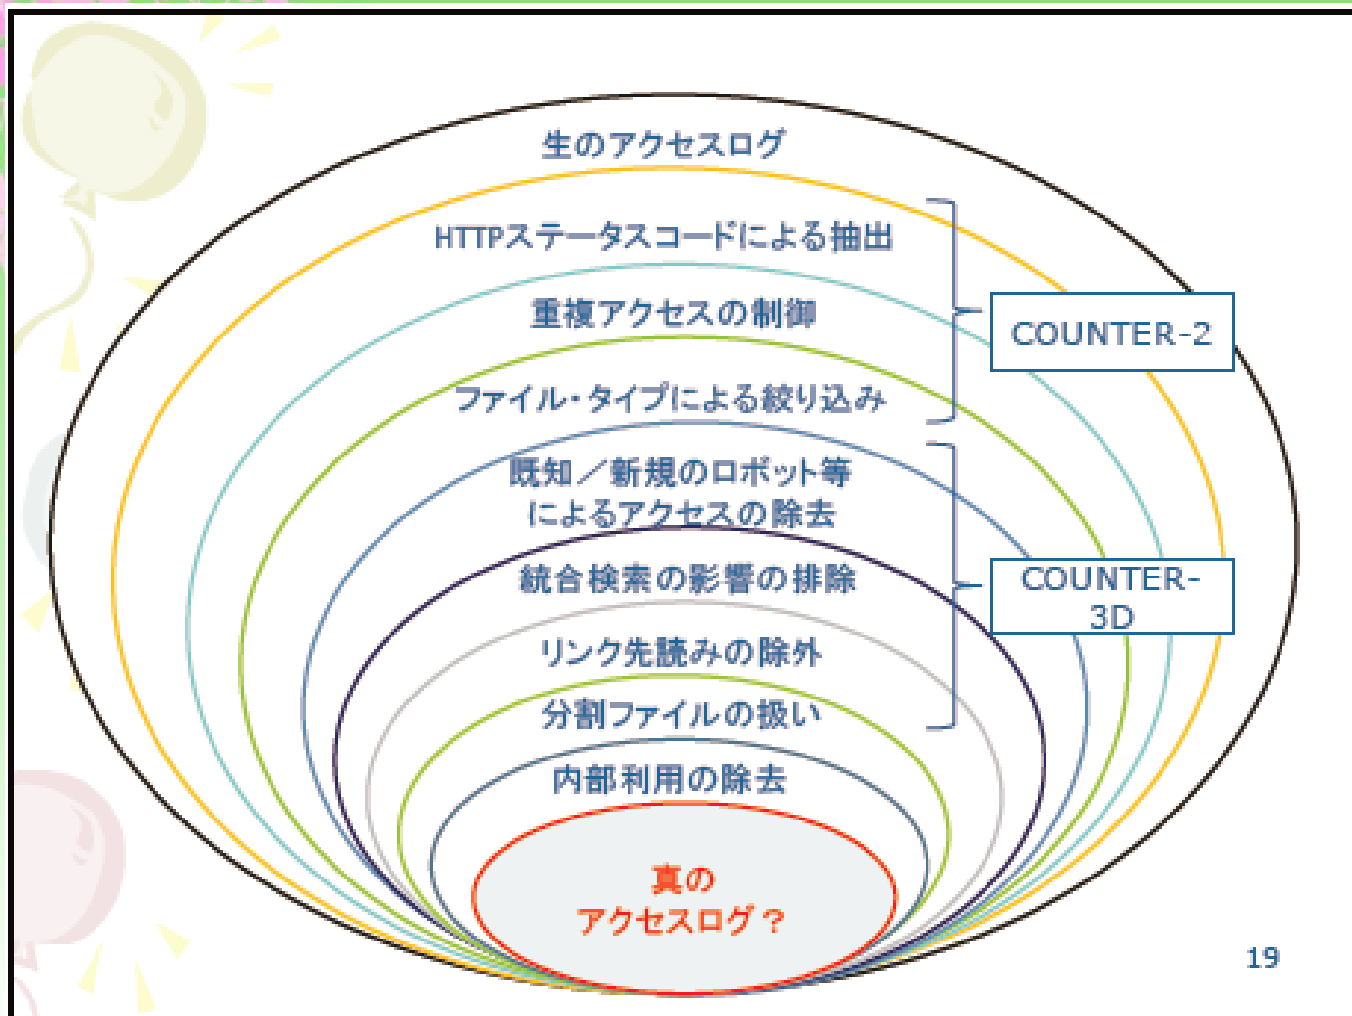 生のアクセスログ
HTTPステータスコードによる抽出
重複アクセスの制御
COUNTER-2
ファイル・タイプによる絞り込み
既知／新規のロボット等
によるアクセスの除去
統合検索の影響の排除
COUNTER-
3D
リンク先読みの除外
分割ファイルの扱い
内部利用の除去
真の
アクセスログ？
19